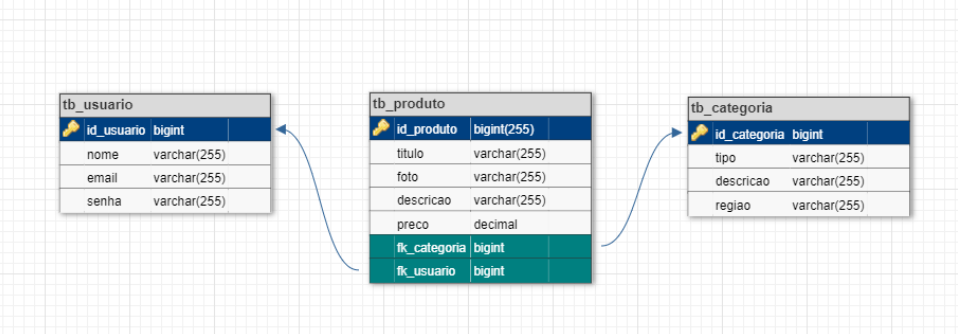 tb_usuario
id_usuario bigint
nome varchar(255)
email varchar(255)
senha varchar(255)
tb_produto
id_produto bigint(255)
titulo varchar(255)
foto varchar(255)
descricao varchar(255)
preco decimal
fk_categoria bigint
fk_usuario bigint
tb_categoria
id_categoria bigint
tipo varchar(255)
descricao varchar(255)
regiao varchar(255)